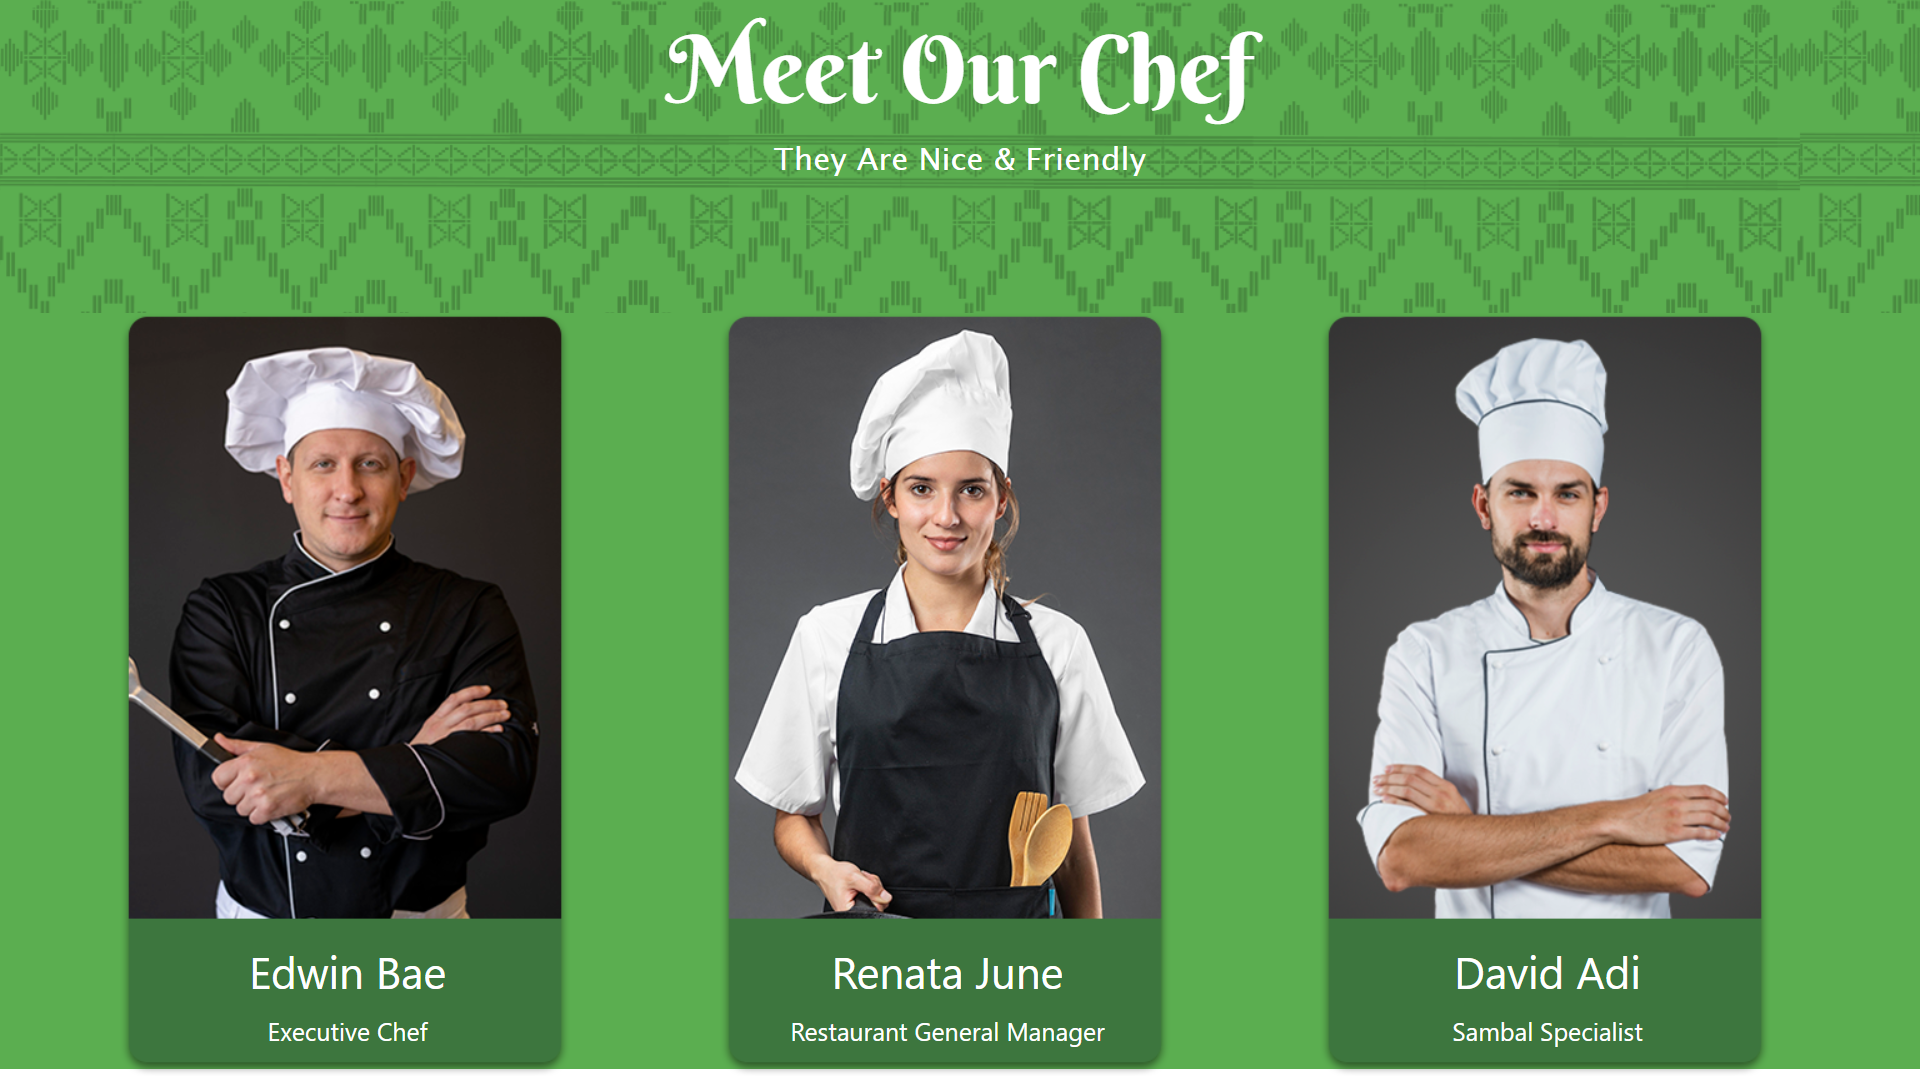 Meet Our Chef
They Are Nice & Friendly
Edwin Bae
Executive Chef
Renata June
Restaurant General Manager
David Adi
Sambal Specialist